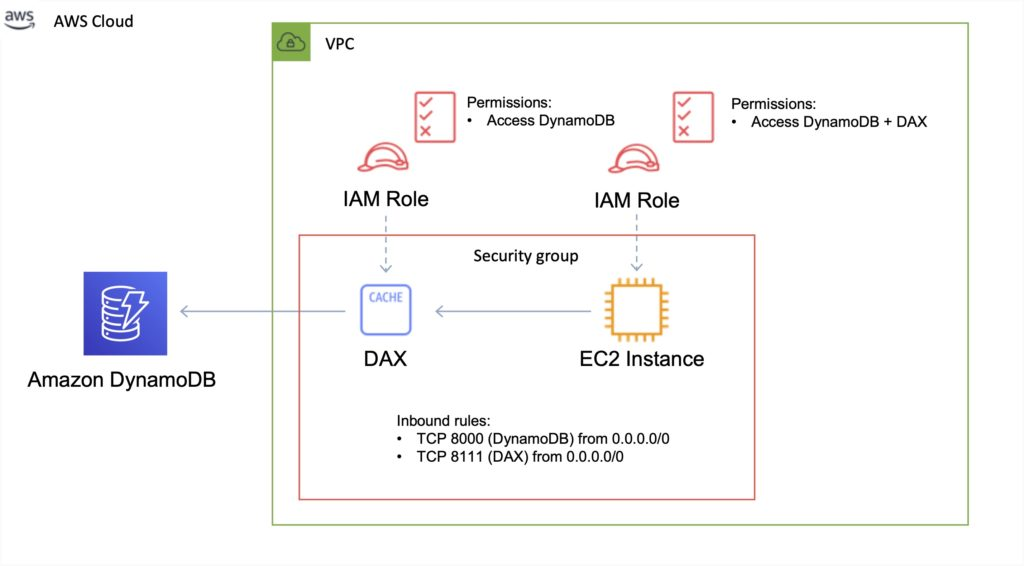 aws
AWS Cloud
VPC
Permissions:
• Access DynamoDB
Permissions:
• Access DynamoDB + DAX
IAM Role
IAM Role
Security group
CACHE
DAX
EC2 Instance
Amazon DynamoDB
Inbound rules:
• TCP 8000 (DynamoDB) from 0.0.0.0/0
• TCP 8111 (DAX) from 0.0.0.0/0